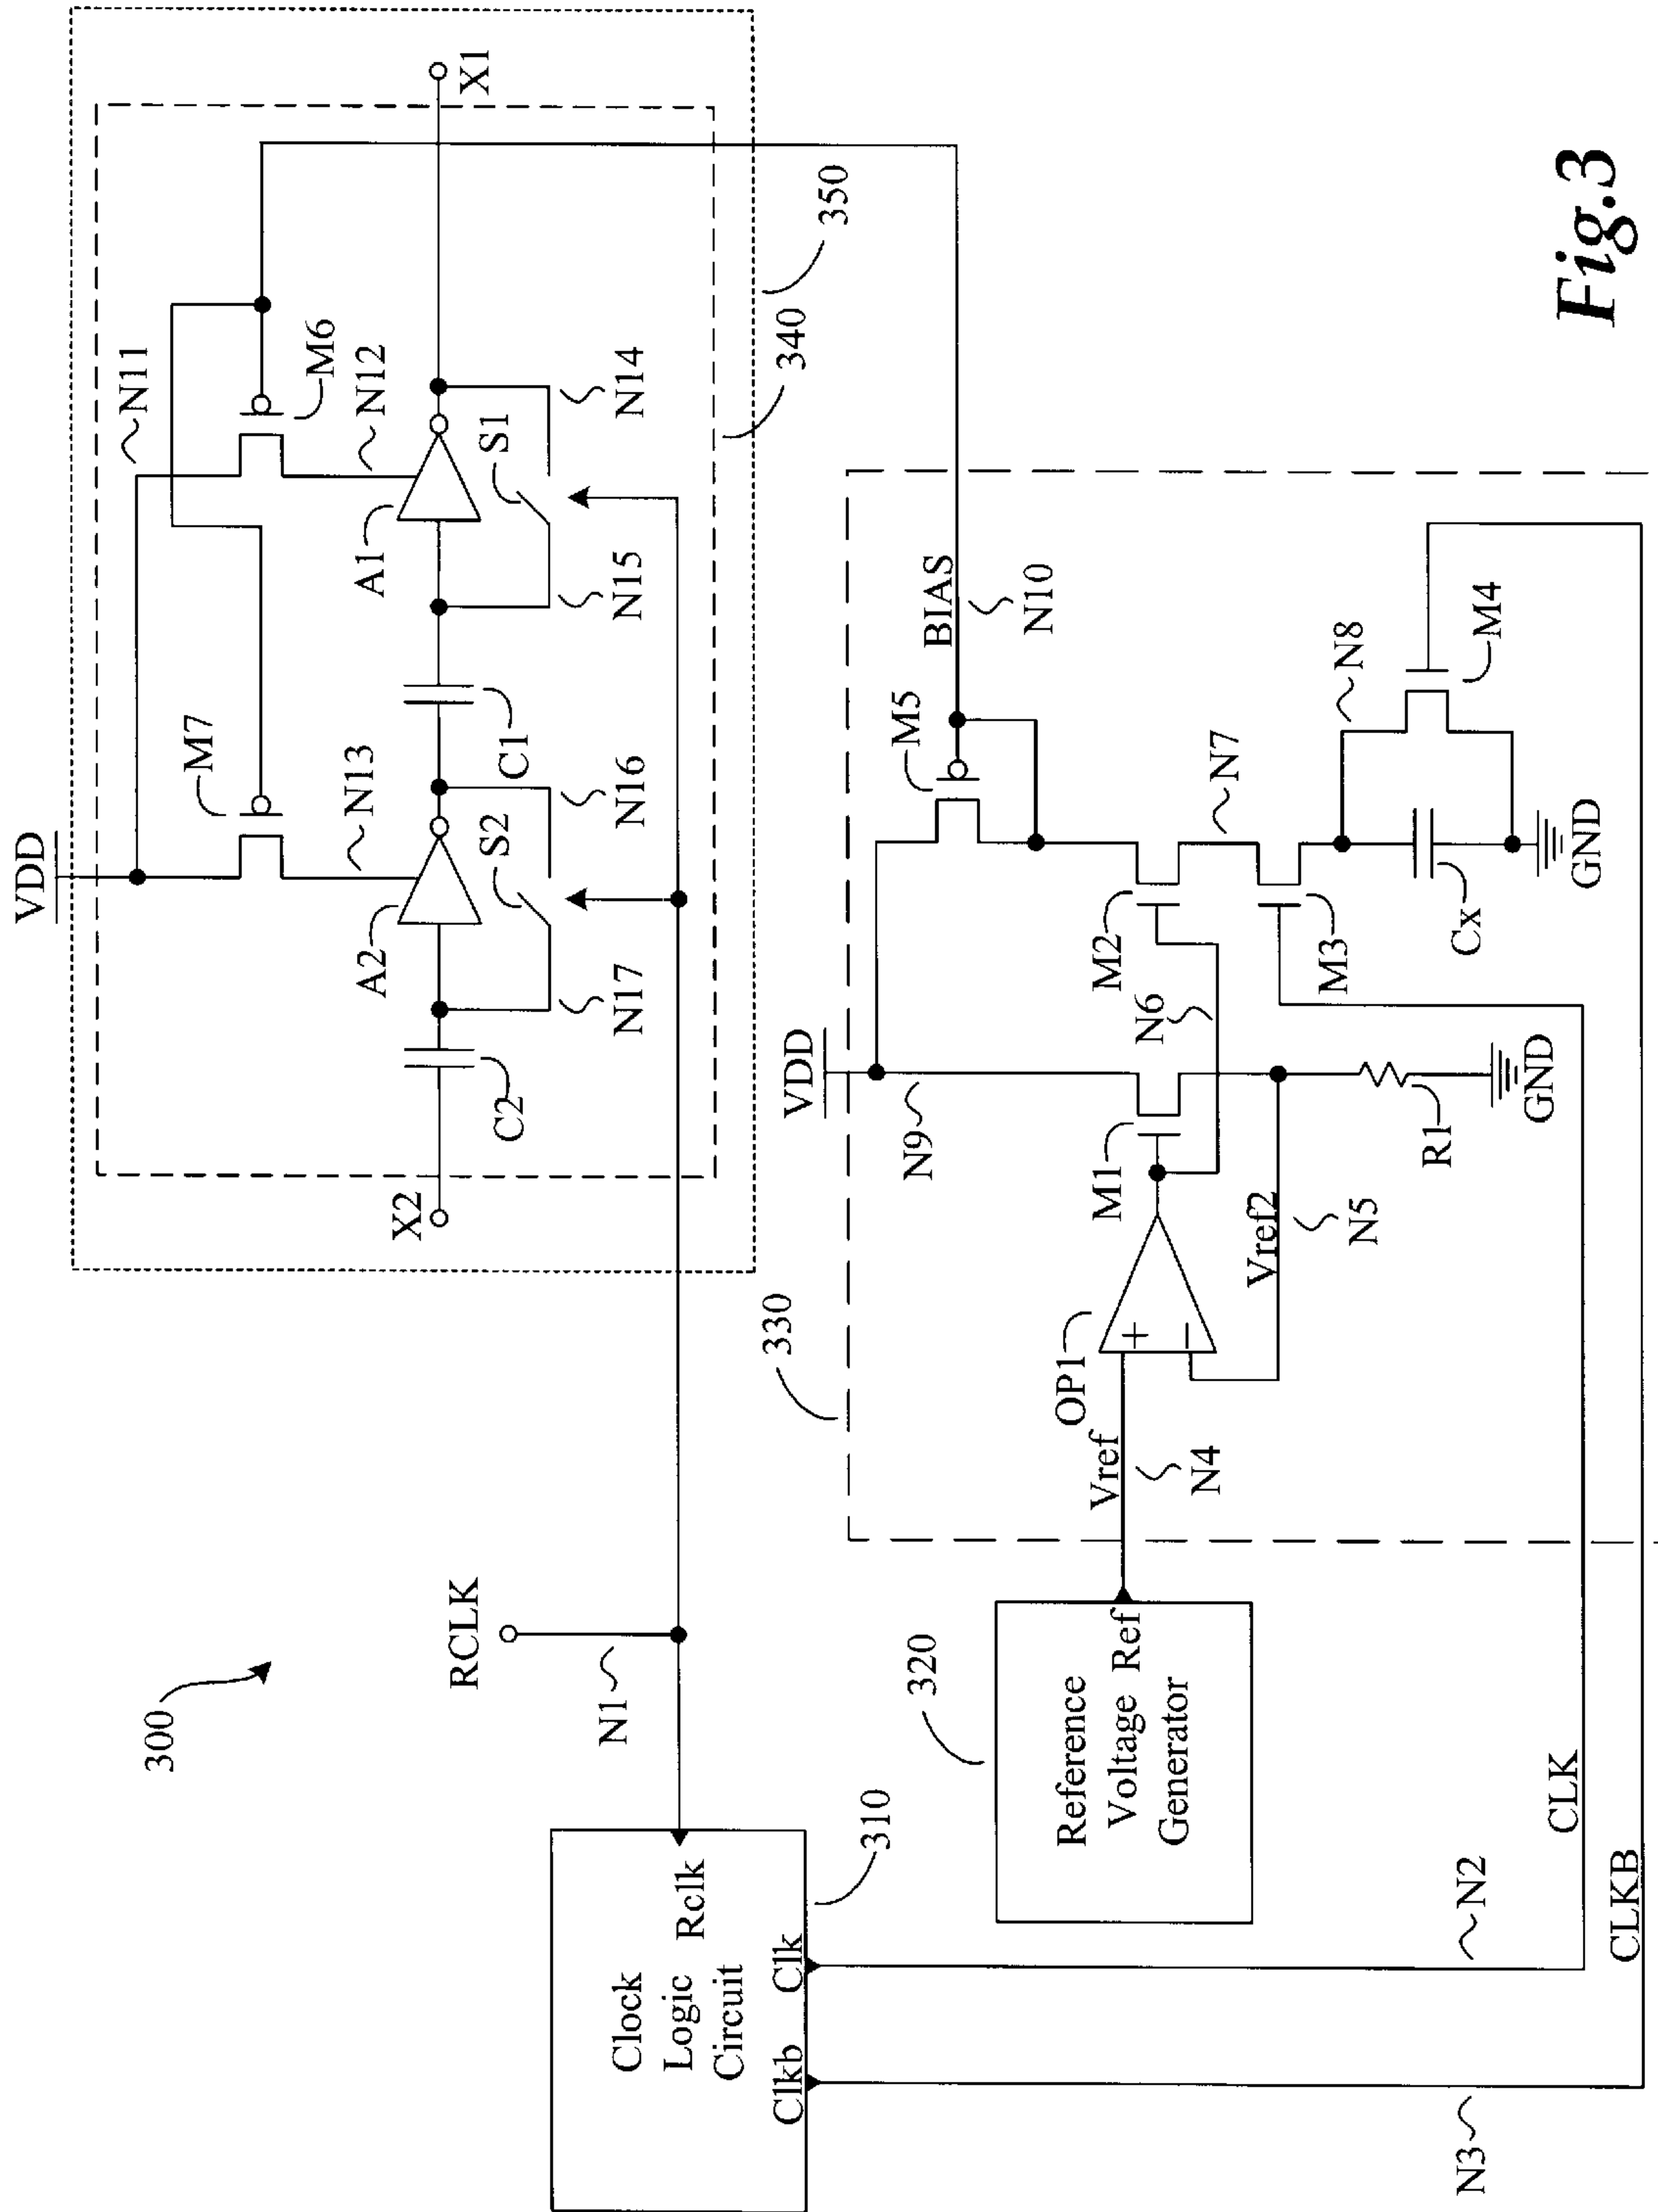 VDD
N11
M7
M6
N13
N12
A2
A1
X2
X1
C2
C1
S2
S1
N17
N16
N15
N14
340
350
300
RCLK
N1
Clock
Logic Rclk
Circuit
Clkb Clk
310
320
Reference
Voltage Ref
Generator
330
VDD
N9
M5
BIAS
N10
Vref
N4
OP1
+
−
M1
M2
N6
Vref2
N5
N7
N8
M3
M4
R1
Cx
GND
GND
N3
N2
CLK
CLKB
Fig.3